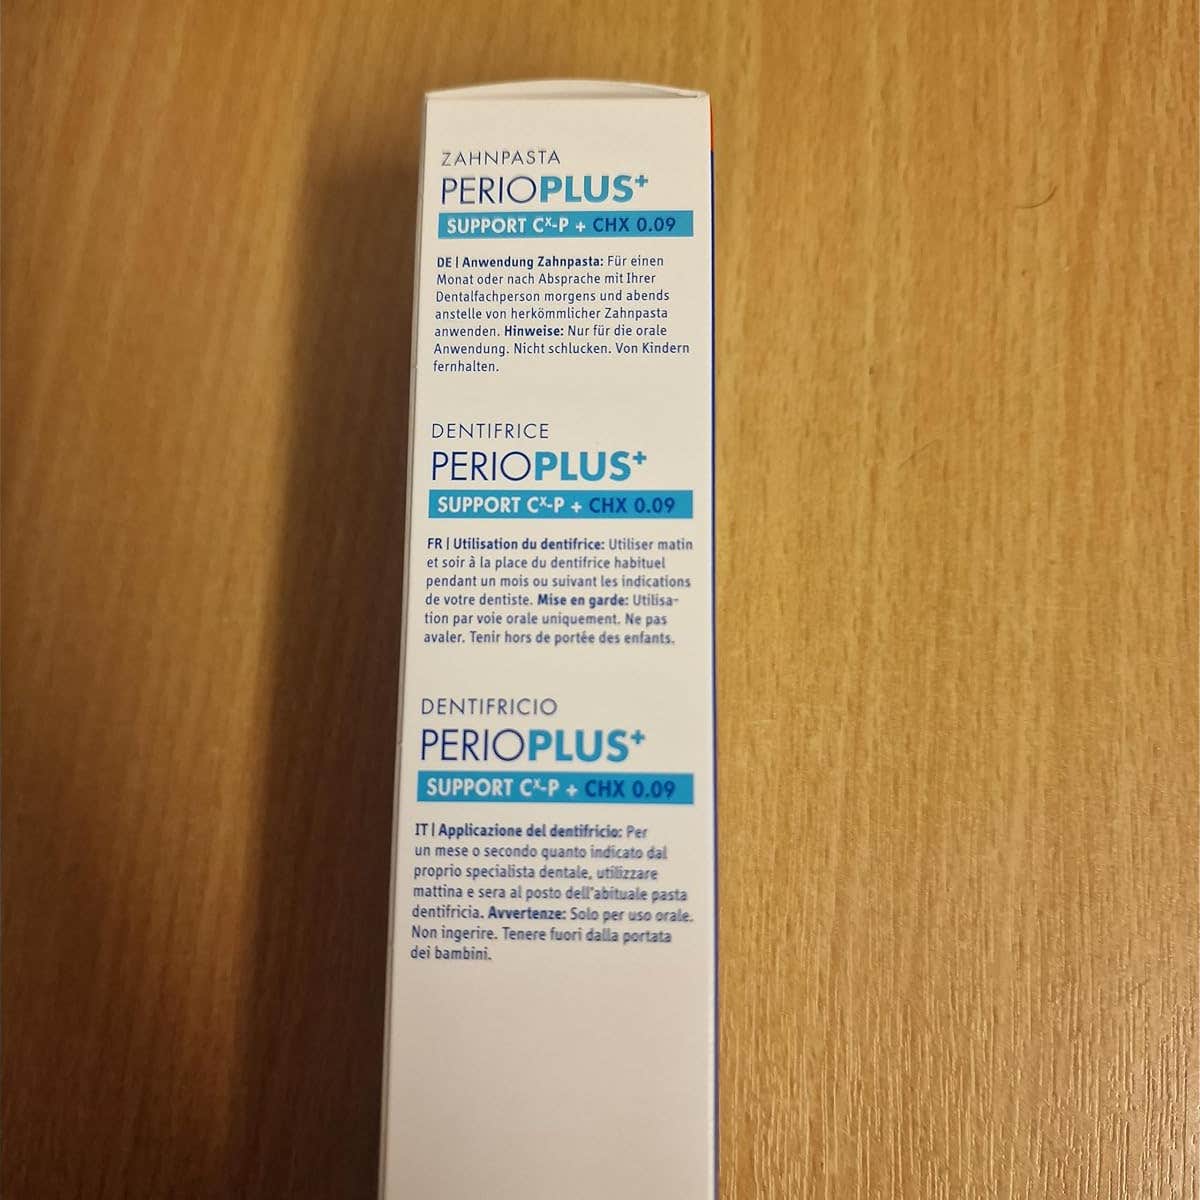 ZAHNPASTA
PERIOPLUS+
SUPPORT Cˣ-P + CHX 0.09
DE | Anwendung Zahnpasta: Für einen
Monat oder nach Absprache mit Ihrer
Dentalfachperson morgens und abends
anstelle von herkömmlicher Zahnpasta
anwenden. Hinweise: Nur für die orale
Anwendung. Nicht schlucken. Von Kindern
fernhalten.
DENTIFRICE
PERIOPLUS+
SUPPORT Cˣ-P + CHX 0.09
FR | Utilisation du dentifrice: Utiliser matin
et soir à la place du dentifrice habituel
pendant un mois ou suivant les indications
de votre dentiste. Mise en garde: Utilisa-
tion par voie orale uniquement. Ne pas
avaler. Tenir hors de portée des enfants.
DENTIFRICIO
PERIOPLUS+
SUPPORT Cˣ-P + CHX 0.09
IT | Applicazione del dentifricio: Per
un mese o secondo quanto indicato dal
proprio specialista dentale, utilizzare
mattina e sera al posto dell'abituale pasta
dentifricia. Avvertenze: Solo per uso orale.
Non ingerire. Tenere fuori dalla portata
dei bambini.